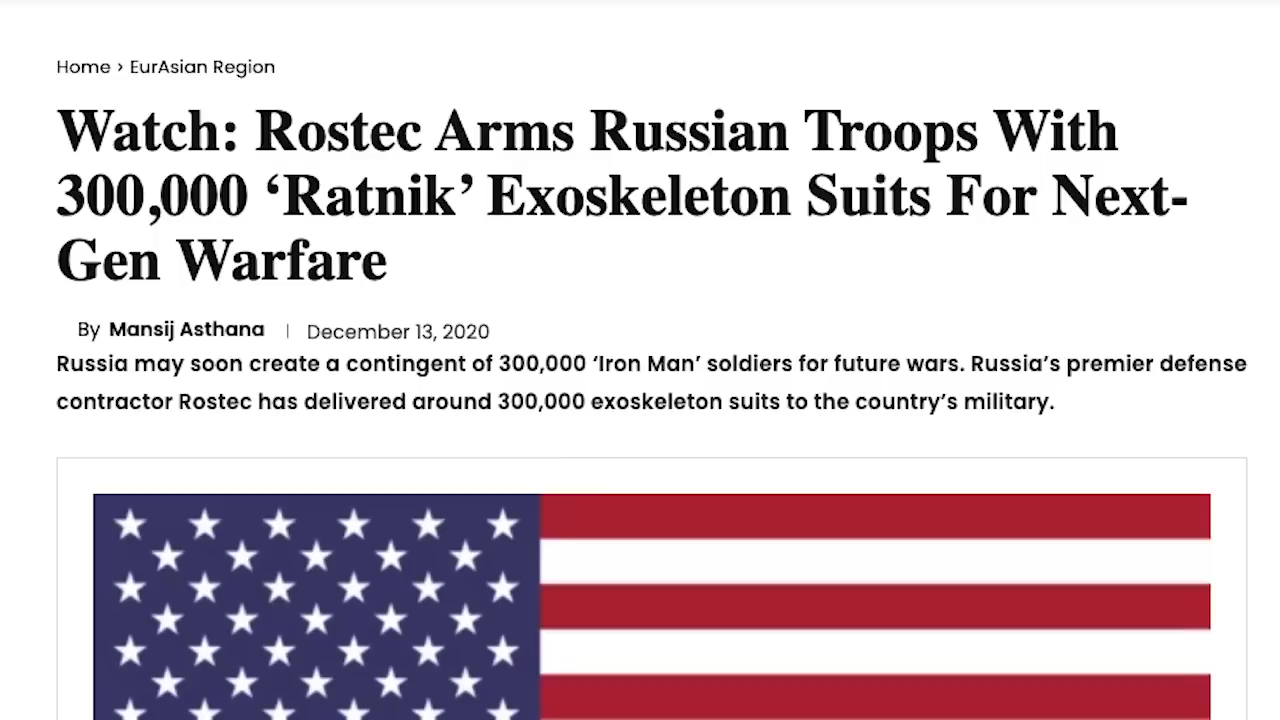 Home › EurAsian Region
Watch: Rostec Arms Russian Troops With
300,000 ‘Ratnik’ Exoskeleton Suits For Next-
Gen Warfare
By Mansij Asthana | December 13, 2020
Russia may soon create a contingent of 300,000 ‘Iron Man’ soldiers for future wars. Russia’s premier defense
contractor Rostec has delivered around 300,000 exoskeleton suits to the country’s military.